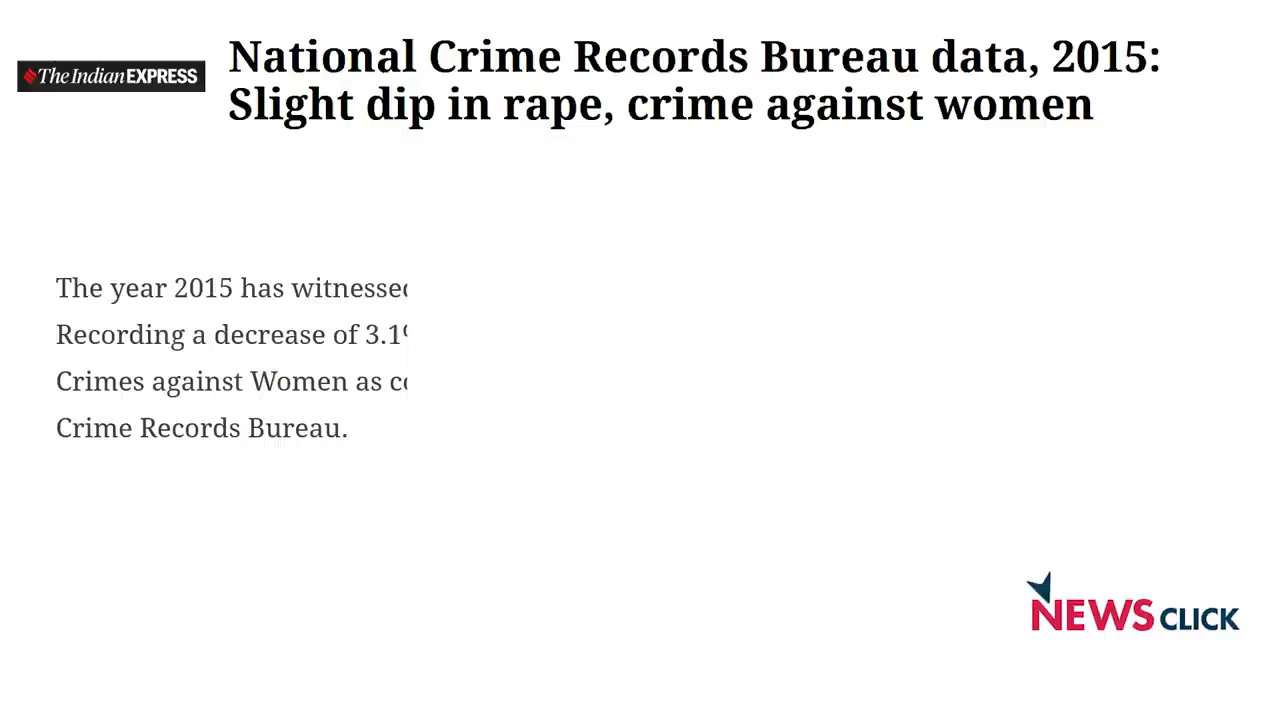 The Indian EXPRESS
National Crime Records Bureau data, 2015:
Slight dip in rape, crime against women
The year 2015 has witnessed
Recording a decrease of 3.1%
Crimes against Women as
Crime Records Bureau.
NEWS CLICK